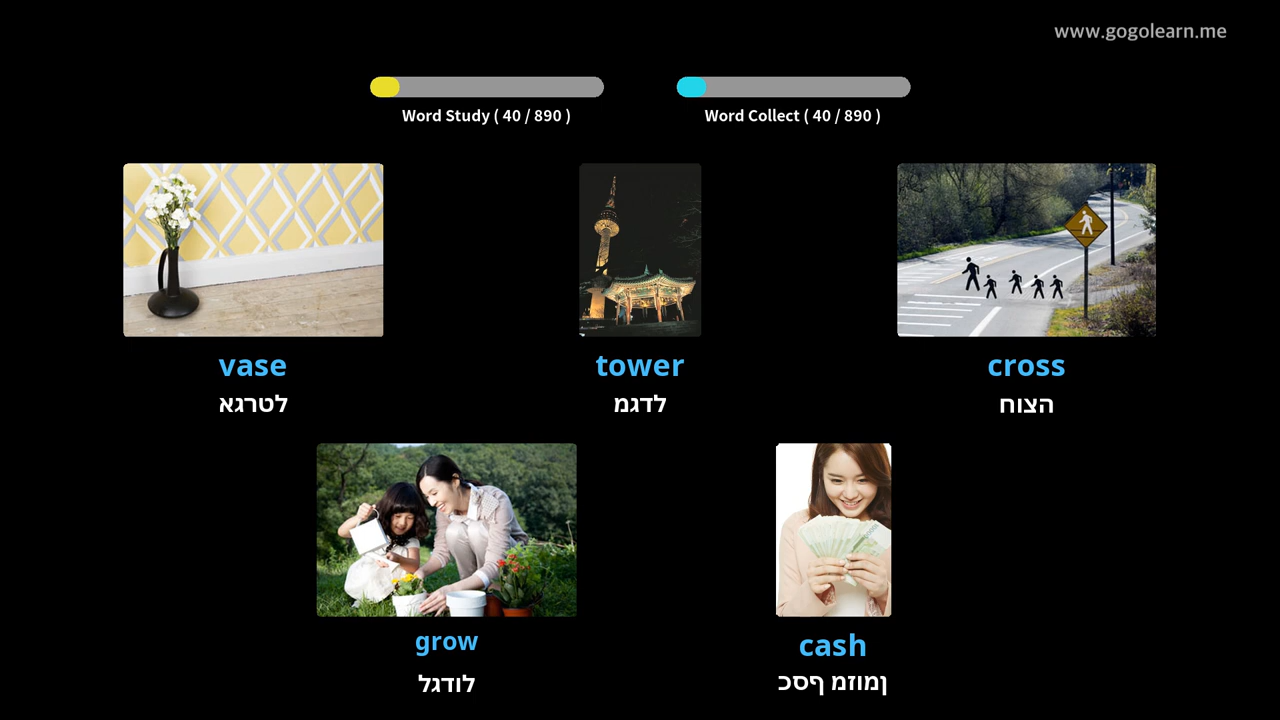 www.gogolearn.me
Word Study ( 40 / 890 )
Word Collect ( 40 / 890 )
vase
לטרגא
tower
לדגמ
cross
הצוח
grow
לודגל
cash
ןמוזמ ףסכ